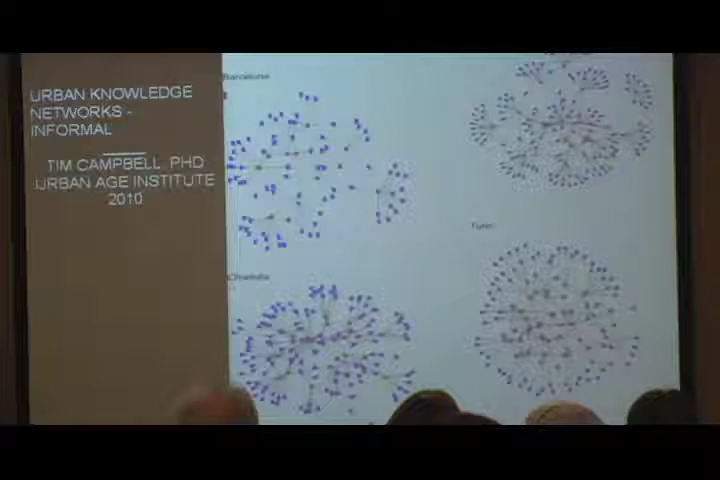 URBAN KNOWLEDGE
NETWORKS -
INFORMAL
TIM CAMPBELL, PHD
URBAN AGE INSTITUTE
2010
Barcelona
Charlotte
Turin